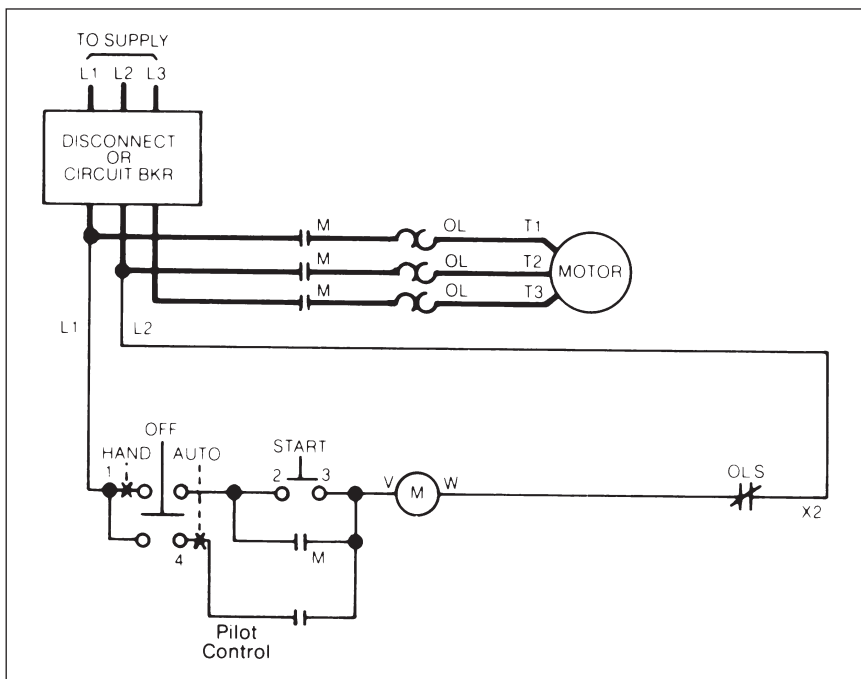 TO SUPPLY
L1 L2 L3
DISCONNECT
OR
CIRCUIT BKR
M OL T1
M OL T2
MOTOR
M OL T3
L1 L2
OFF
HAND AUTO START
1 2 3 V M W OLS
X2
4 M
Pilot
Control